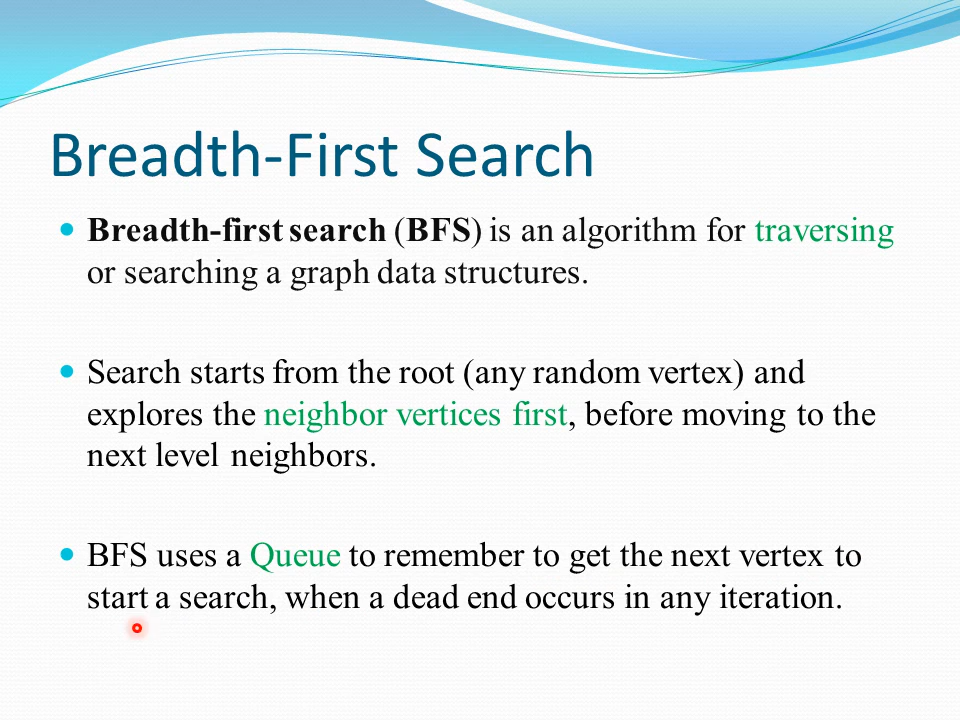 Breadth-First Search
Breadth-first search (BFS) is an algorithm for traversing
or searching a graph data structures.
Search starts from the root (any random vertex) and
explores the neighbor vertices first, before moving to the
next level neighbors.
BFS uses a Queue to remember to get the next vertex to
start a search, when a dead end occurs in any iteration.